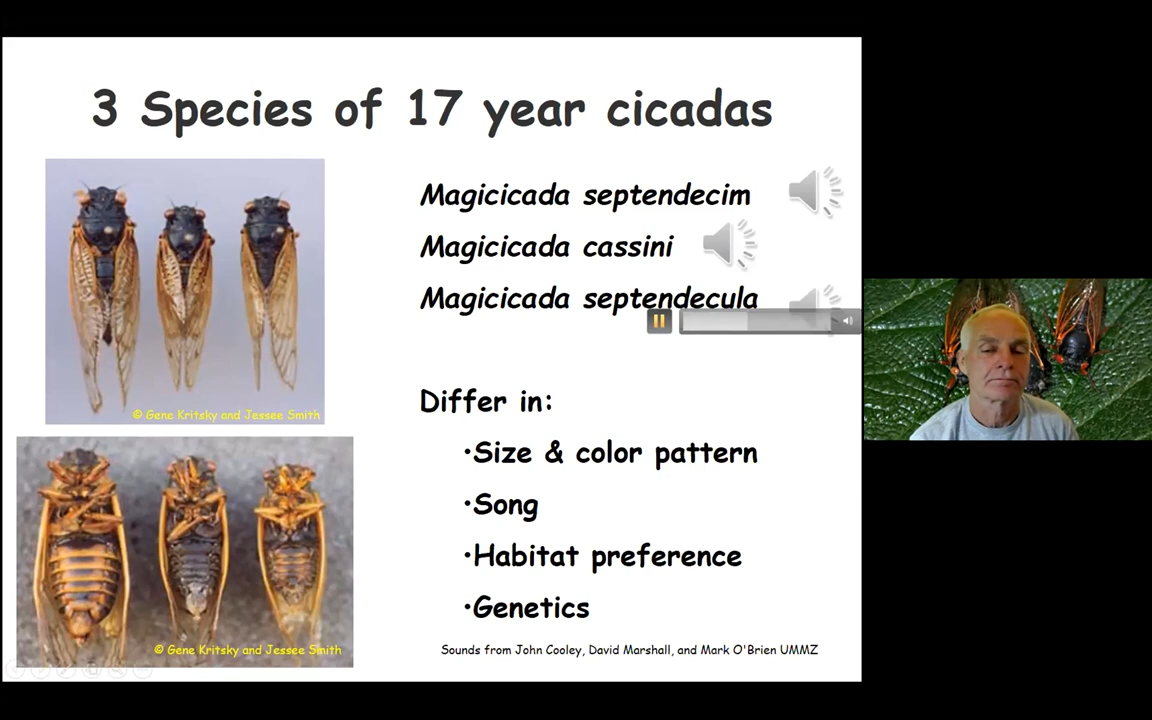 3 Species of 17 year cicadas
Magicicada septendecim
Magicicada cassini
Magicicada septendecula
© Gene Kritsky and Jessee Smith
Differ in:
•Size & color pattern
•Song
•Habitat preference
•Genetics
© Gene Kritsky and Jessee Smith
Sounds from John Cooley, David Marshall, and Mark O'Brien UMMZ